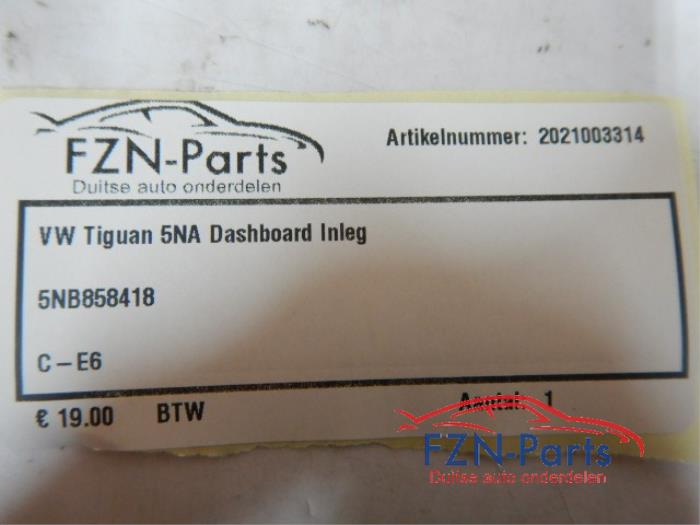 FZN-Parts
Duitse auto onderdelen
Artikelnummer: 2021003314
VW Tiguan 5NA Dashboard Inleg
5NB858418
C-E6
€ 19.00 BTW Aantal: 1
FZN-Parts
Duitse auto onderdelen